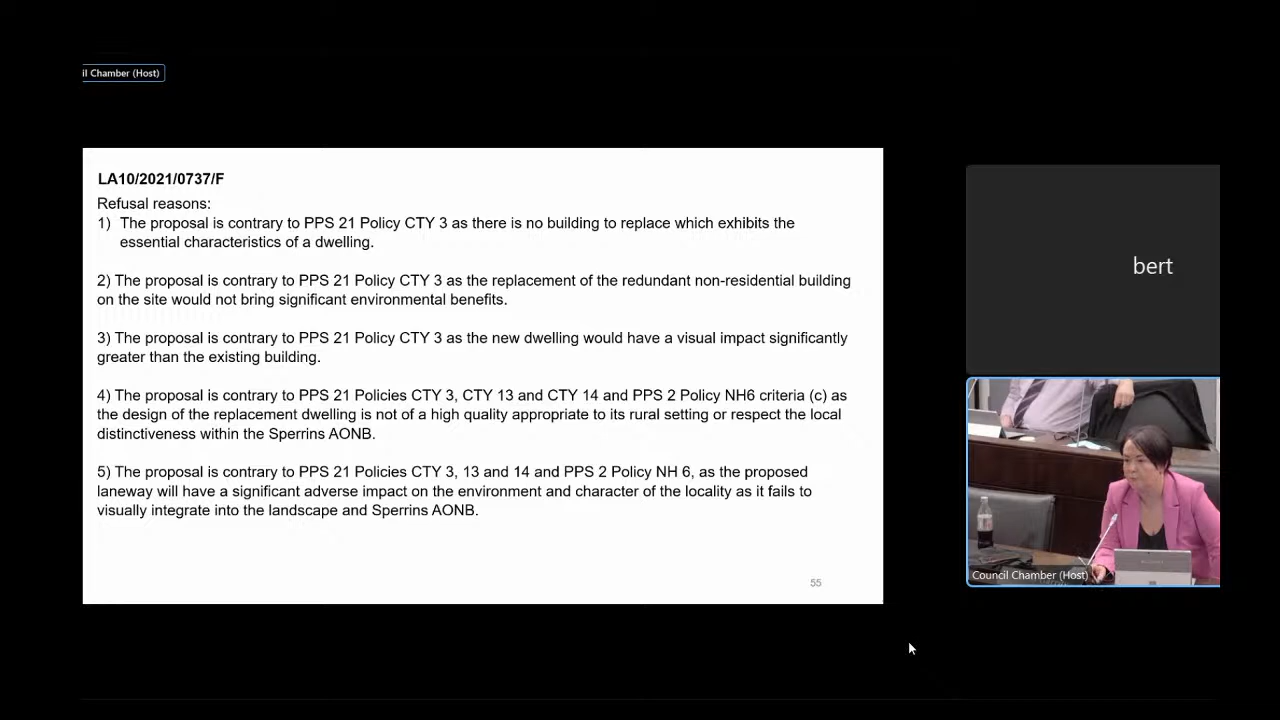 il Chamber (Host)
LA10/2021/0737/F
Refusal reasons:
1) The proposal is contrary to PPS 21 Policy CTY 3 as there is no building to replace which exhibits the
essential characteristics of a dwelling.
2) The proposal is contrary to PPS 21 Policy CTY 3 as the replacement of the redundant non-residential building
on the site would not bring significant environmental benefits.
3) The proposal is contrary to PPS 21 Policy CTY 3 as the new dwelling would have a visual impact significantly
greater than the existing building.
4) The proposal is contrary to PPS 21 Policies CTY 3, CTY 13 and CTY 14 and PPS 2 Policy NH6 criteria (c) as
the design of the replacement dwelling is not of a high quality appropriate to its rural setting or respect the local
distinctiveness within the Sperrins AONB.
5) The proposal is contrary to PPS 21 Policies CTY 3, 13 and 14 and PPS 2 Policy NH 6, as the proposed
laneway will have a significant adverse impact on the environment and character of the locality as it fails to
visually integrate into the landscape and Sperrins AONB.
55
bert
Council Chamber (Host)